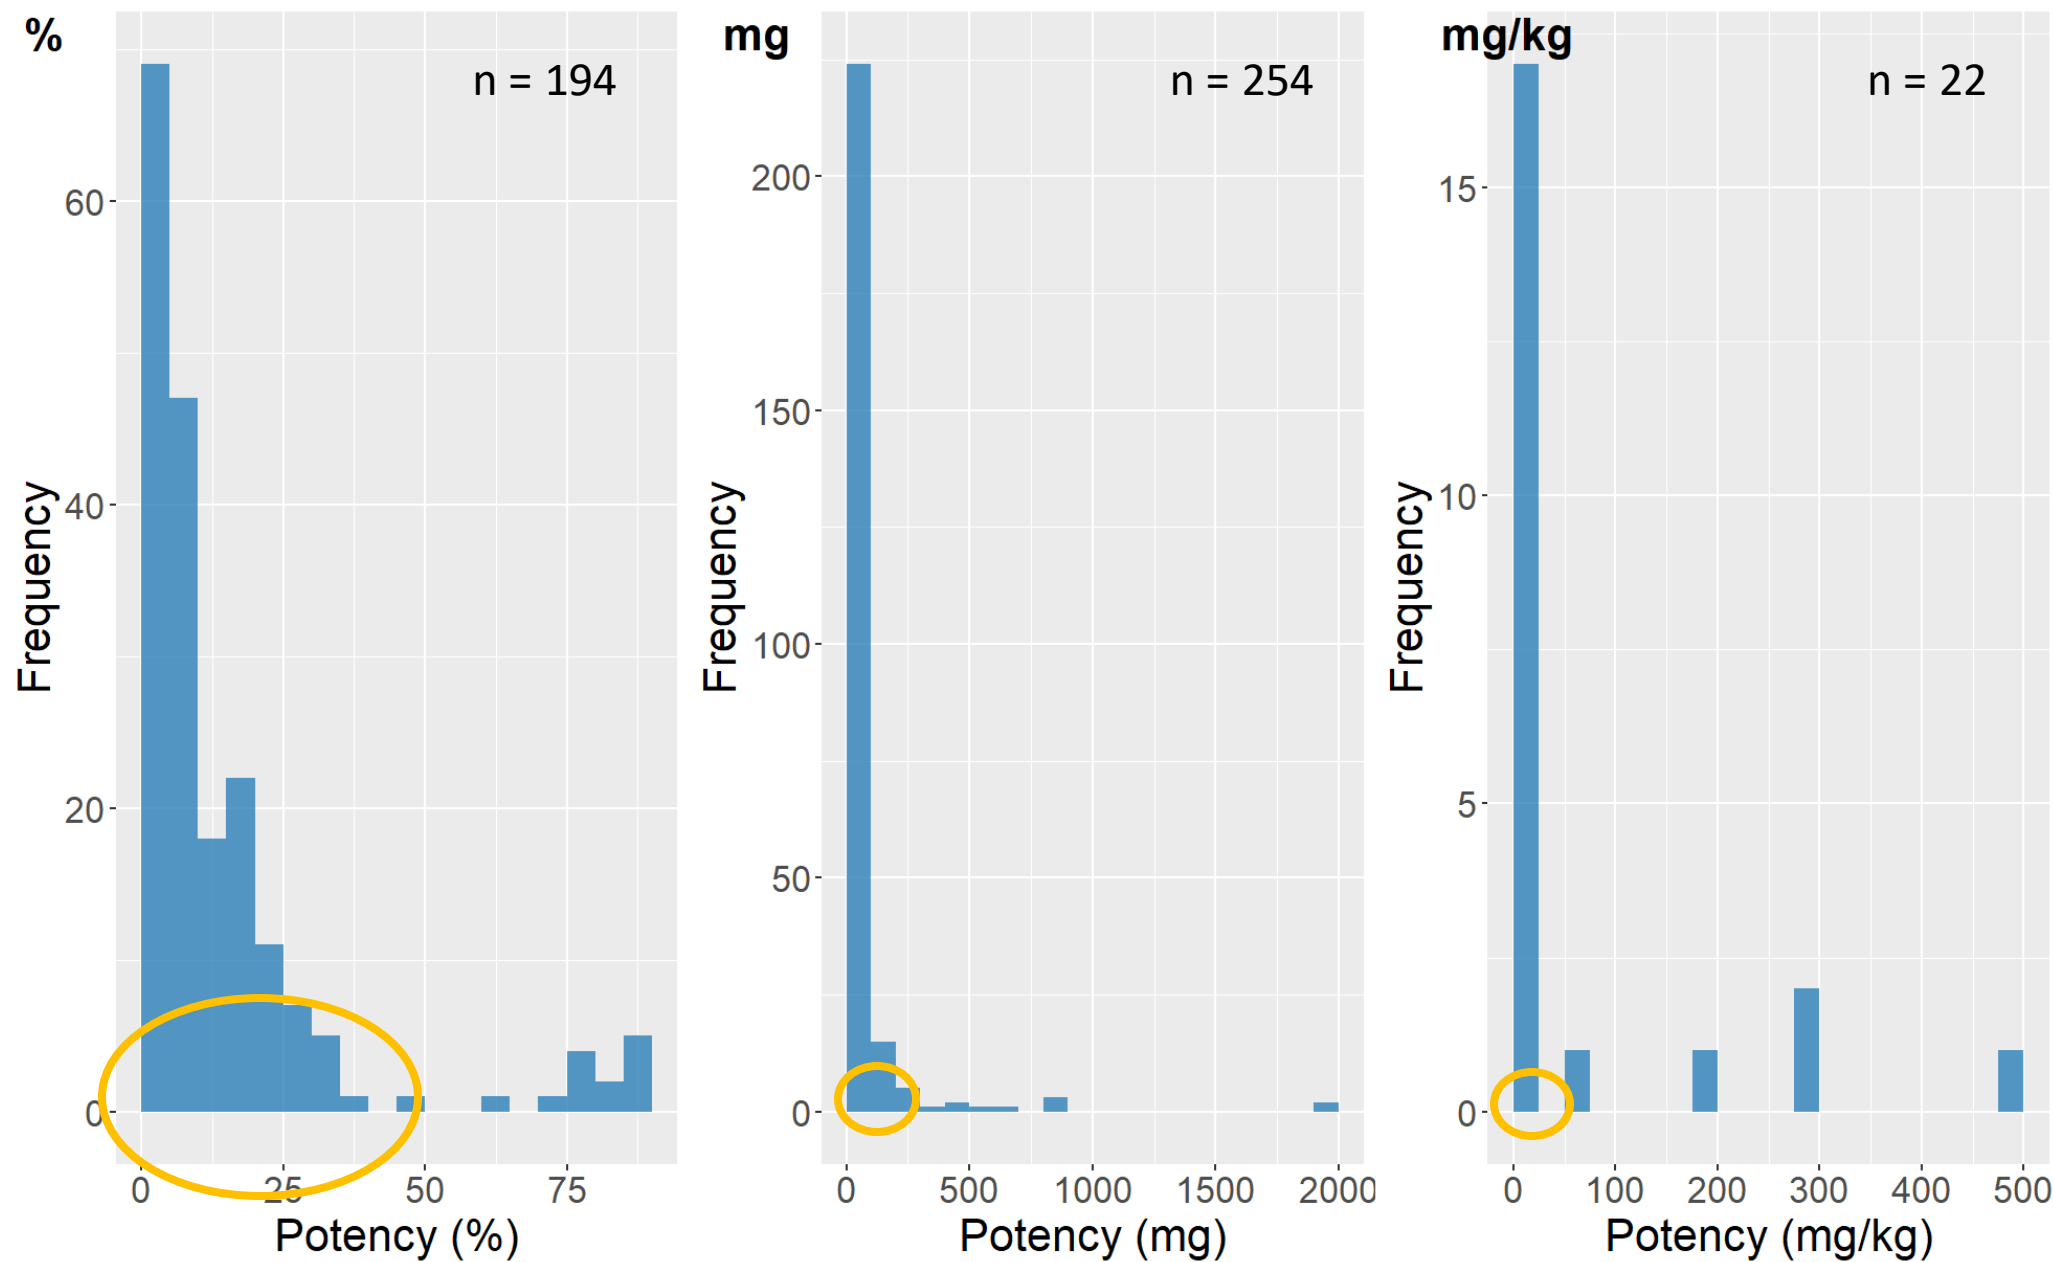 %
n = 194
60
40
20
0
Frequency
0 25 50 75
Potency (%)
mg
n = 254
200
150
100
50
0
Frequency
0 500 1000 1500 2000
Potency (mg)
mg/kg
n = 22
15
10
5
0
Frequency
0 100 200 300 400 500
Potency (mg/kg)